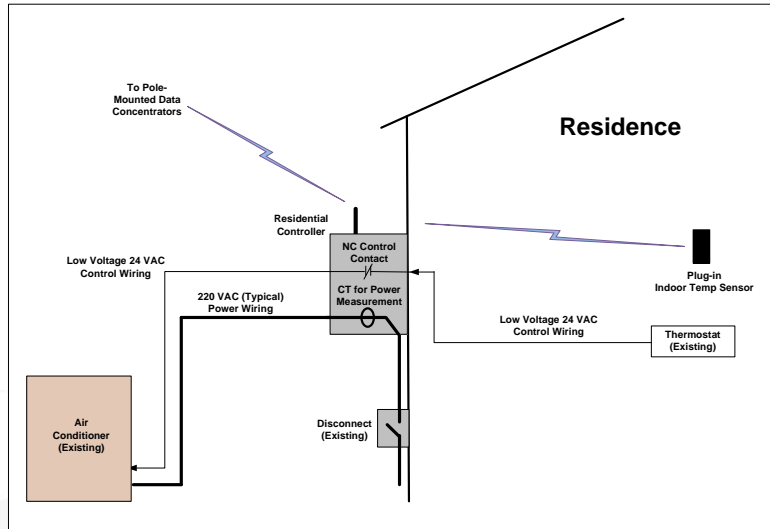 To Pole-
Mounted Data
Concentrators
Residence
Residential
Controller
NC Control
Contact
Low Voltage 24 VAC
Control Wiring
Plug-in
Indoor Temp Sensor
CT for Power
Measurement
220 VAC (Typical)
Power Wiring
Low Voltage 24 VAC
Control Wiring
Thermostat
(Existing)
Air
Conditioner
(Existing)
Disconnect
(Existing)